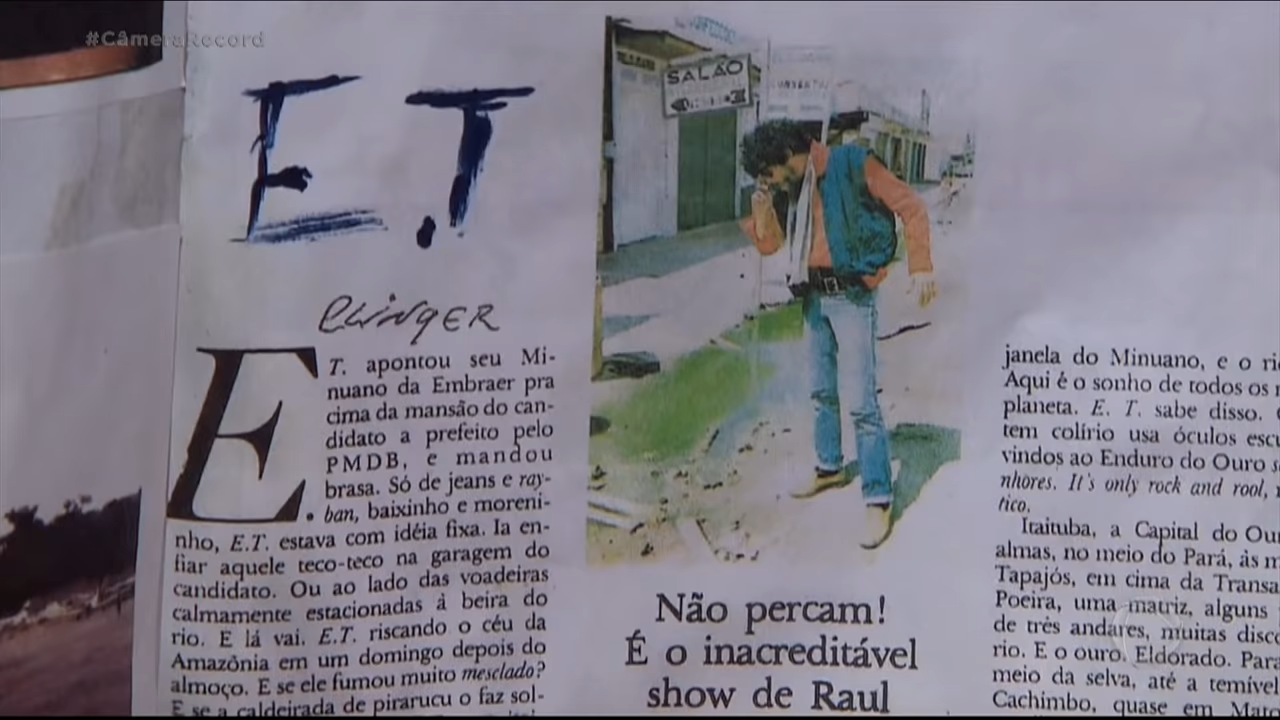 #CâmeraRecord
E.T
ELINGER
E.T. apontou seu Mi-
nuano da Embraer pra
cima da mansão do can-
didato a prefeito pelo
PMDB, e mandou
brasa. Só de jeans e ray-
ban, baixinho e moreni-
nho, E.T. estava com idéia fixa. Ia en-
fiar aquele teco-teco na garagem do
candidato. Ou ao lado das voadeiras
calmamente estacionadas à beira do
rio. E lá vai. E.T. riscando o céu da
Amazônia em um domingo depois do
almoço. E se ele fumou muito mesclado?
E se a caldeirada de pirarucu o faz sol-
SALÃO
Não percam!
É o inacreditável
show de Raul
janela do Minuano, e o
Aqui é o sonho de todos os
planeta. E. T. sabe disso.
tem colírio usa óculos
vindos ao Enduro do Ouro
nhores. It's only rock and rool,
tico.
Itaituba, a Capital do
almas, no meio do Pará, às
Tapajós, em cima da
Poeira, uma matriz, alguns
de três andares, muitas
rio. E o ouro. Eldorado.
meio da selva, até a
Cachimbo, quase em